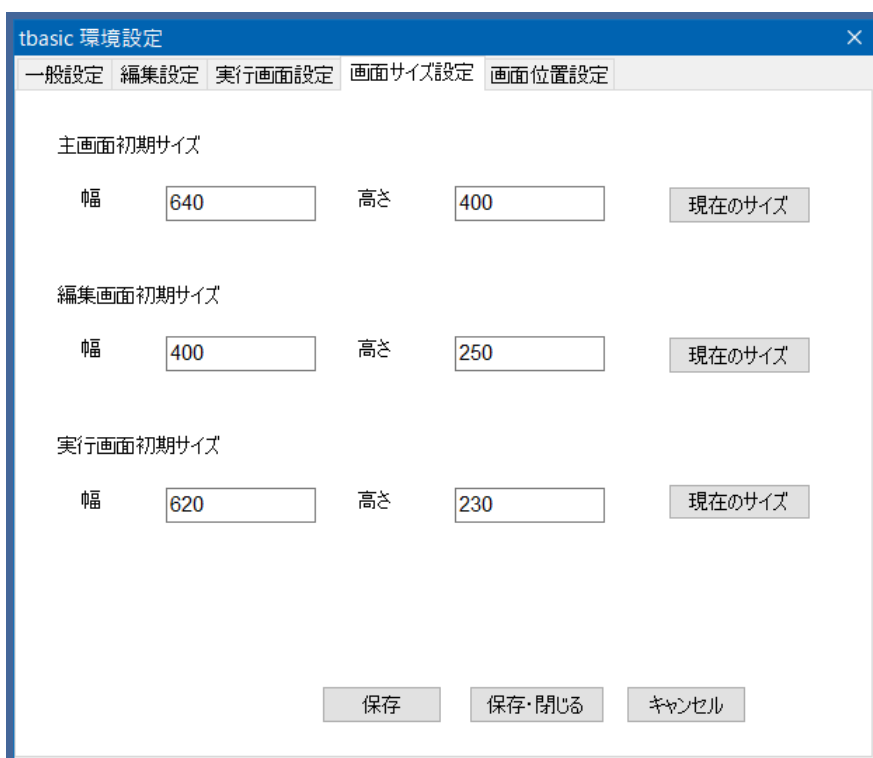 tbasic 環境設定
一般設定 編集設定 実行画面設定 画面サイズ設定 画面位置設定
主画面初期サイズ
幅 640 高さ 400 現在のサイズ
編集画面初期サイズ
幅 400 高さ 250 現在のサイズ
実行画面初期サイズ
幅 620 高さ 230 現在のサイズ
保存 保存・閉じる キャンセル